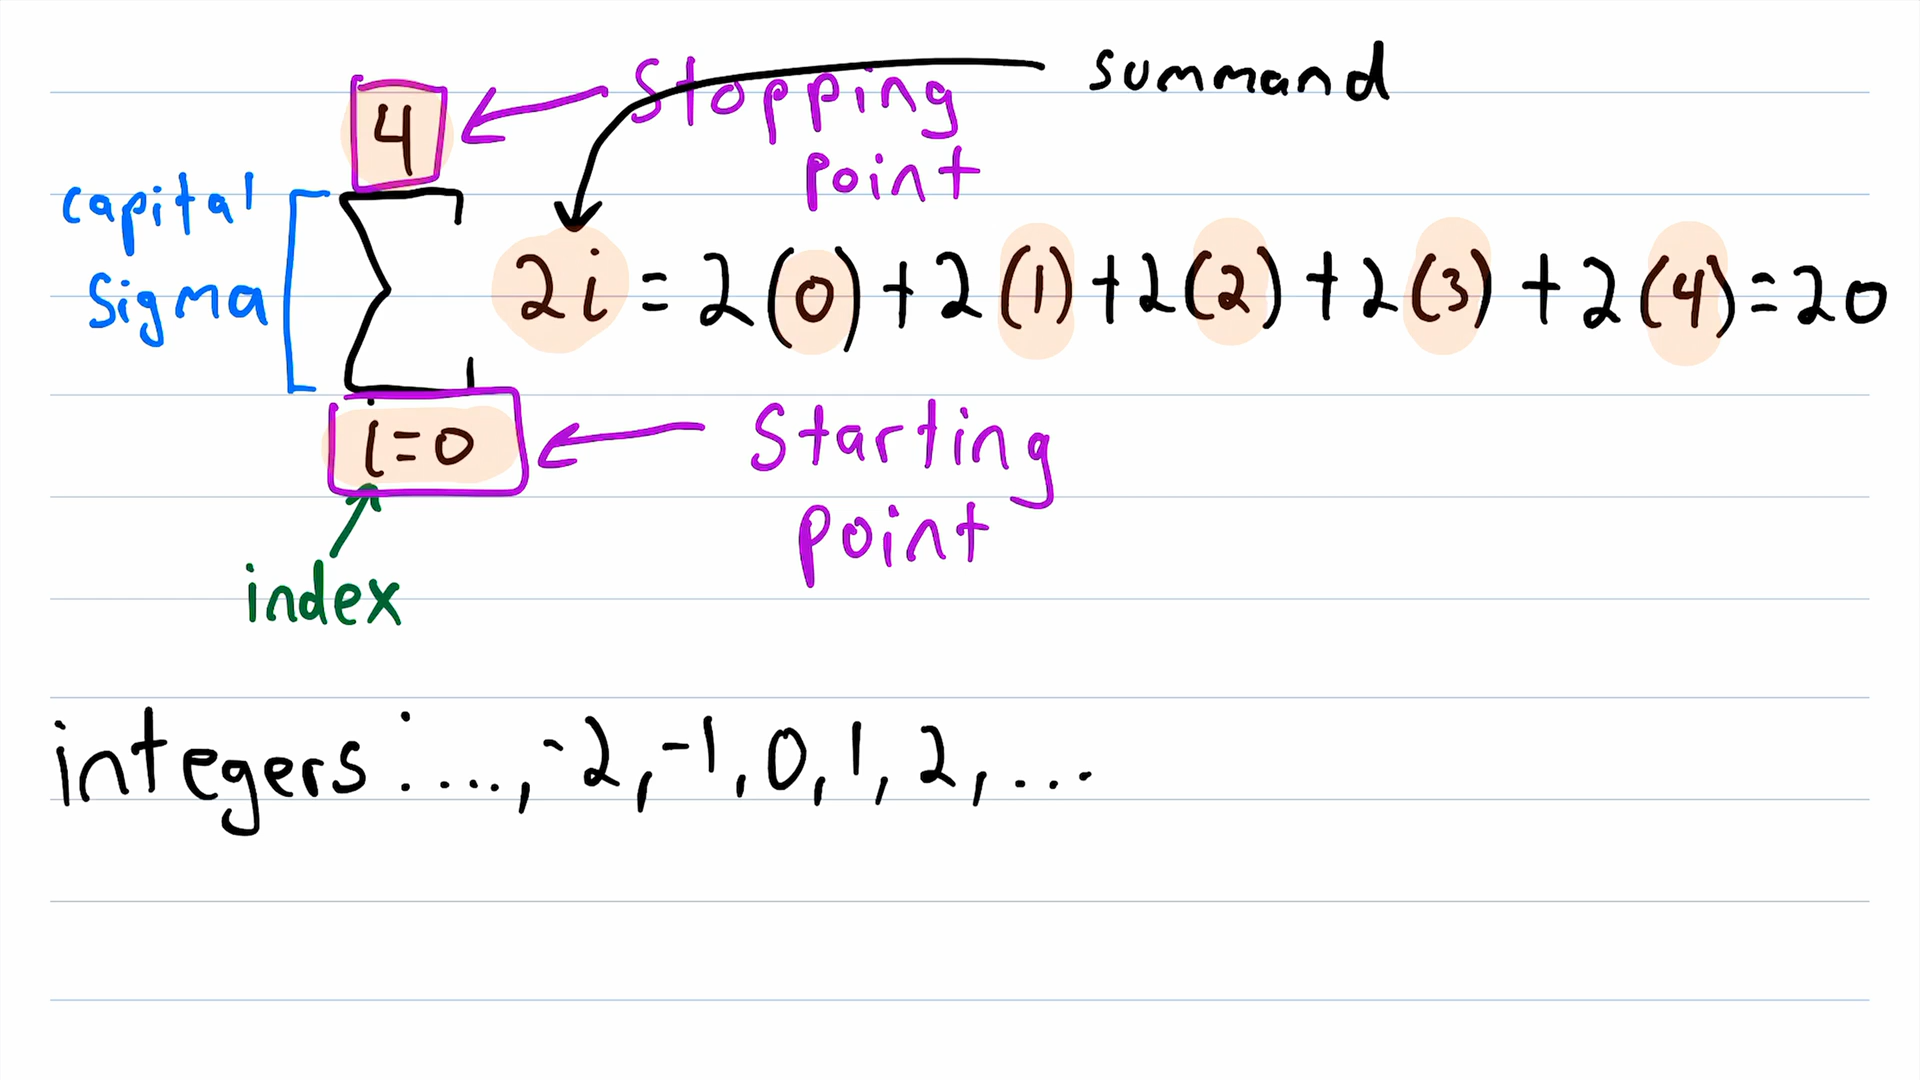 summand
4 ← Stopping
point
capital
Sigma
∑ 2i = 2(0) + 2(1) + 2(2) + 2(3) + 2(4) = 20
i=0 ← Starting
point
index
integers : ..., -2, -1, 0, 1, 2, ...